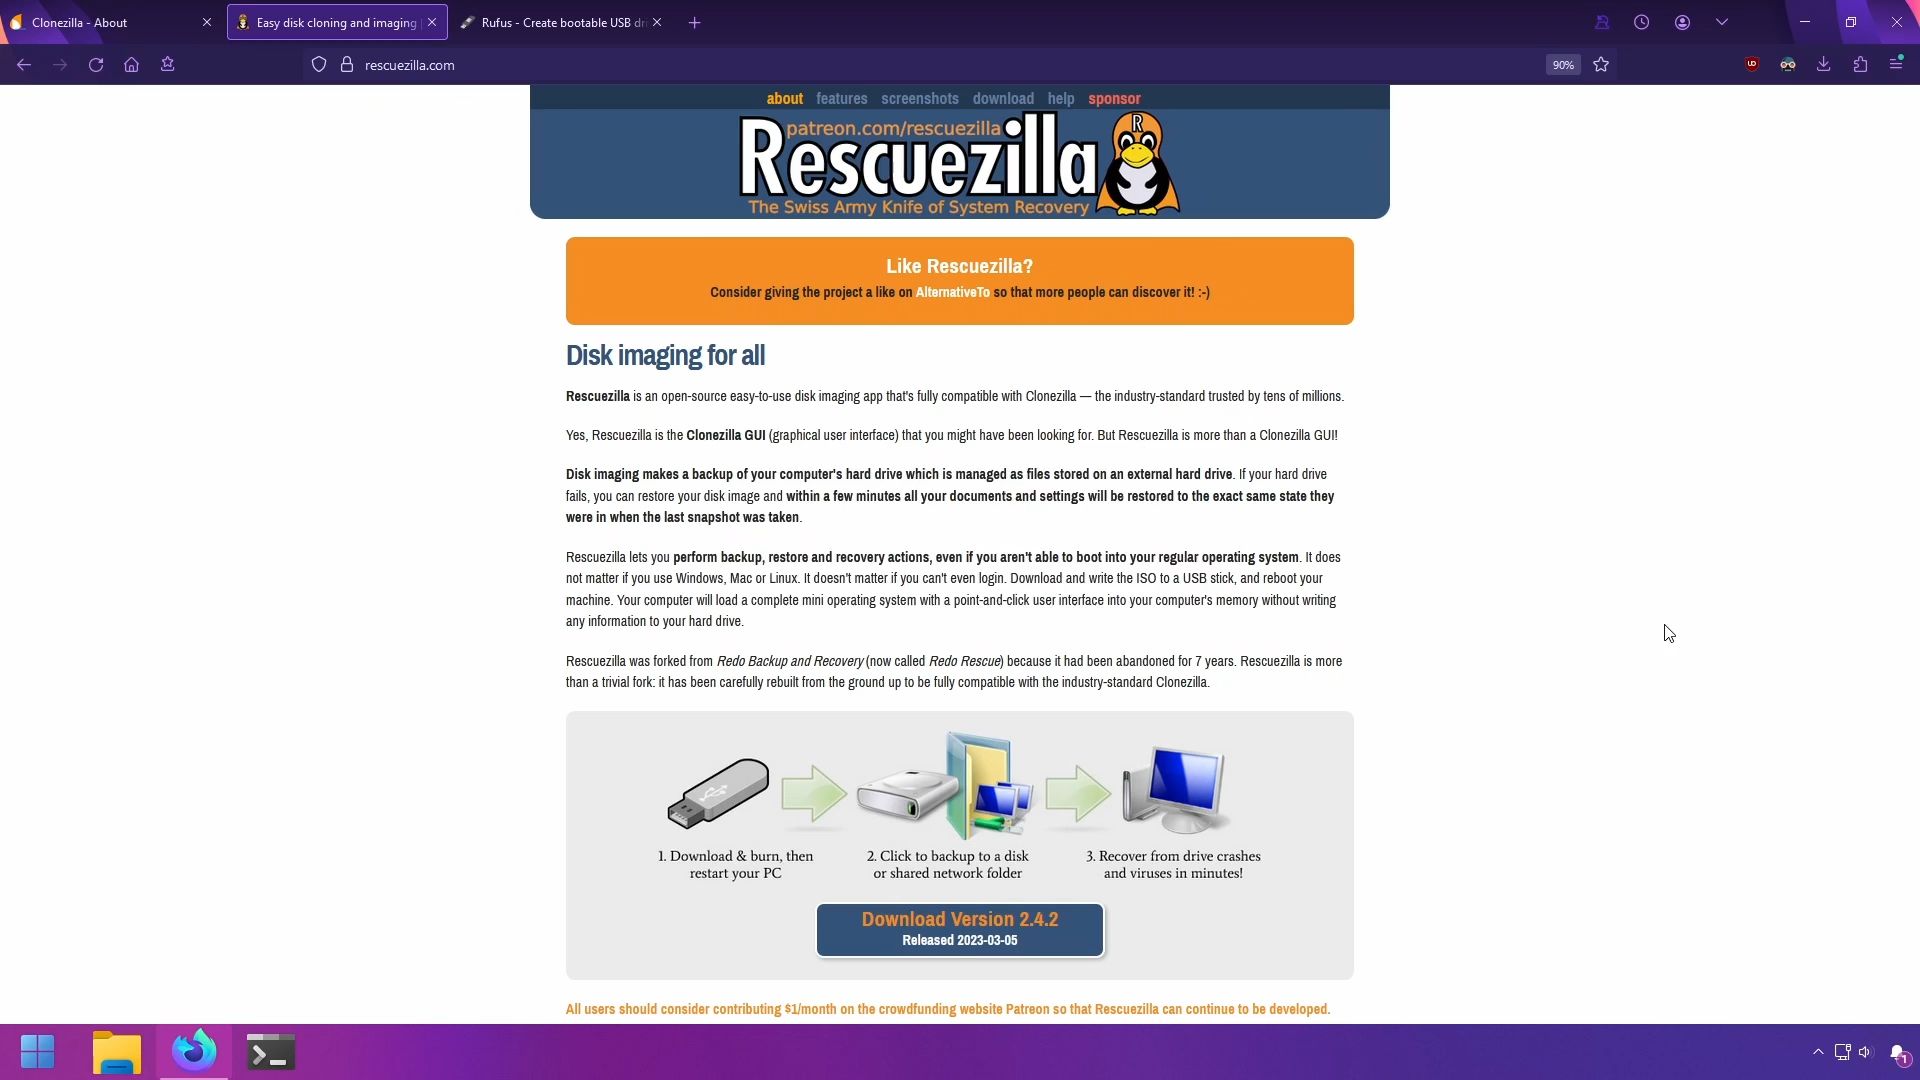 Clonezilla - About
Easy disk cloning and imaging
Rufus - Create bootable USB dri
rescuezilla.com
90%
about features screenshots download help sponsor
patreon.com/rescuezilla
R
Rescuezilla
The Swiss Army Knife of System Recovery
Like Rescuezilla?
Consider giving the project a like on AlternativeTo so that more people can discover it! :-)
Disk imaging for all
Rescuezilla is an open-source easy-to-use disk imaging app that's fully compatible with Clonezilla — the industry-standard trusted by tens of millions.
Yes, Rescuezilla is the Clonezilla GUI (graphical user interface) that you might have been looking for. But Rescuezilla is more than a Clonezilla GUI!
Disk imaging makes a backup of your computer's hard drive which is managed as files stored on an external hard drive. If your hard drive
fails, you can restore your disk image and within a few minutes all your documents and settings will be restored to the exact same state they
were in when the last snapshot was taken.
Rescuezilla lets you perform backup, restore and recovery actions, even if you aren't able to boot into your regular operating system. It does
not matter if you use Windows, Mac or Linux. It doesn't matter if you can't even login. Download and write the ISO to a USB stick, and reboot your
machine. Your computer will load a complete mini operating system with a point-and-click user interface into your computer's memory without writing
any information to your hard drive.
Rescuezilla was forked from Redo Backup and Recovery (now called Redo Rescue) because it had been abandoned for 7 years. Rescuezilla is more
than a trivial fork: it has been carefully rebuilt from the ground up to be fully compatible with the industry-standard Clonezilla.
1. Download & burn, then
restart your PC
2. Click to backup to a disk
or shared network folder
3. Recover from drive crashes
and viruses in minutes!
Download Version 2.4.2
Released 2023-03-05
All users should consider contributing $1/month on the crowdfunding website Patreon so that Rescuezilla can continue to be developed.
1